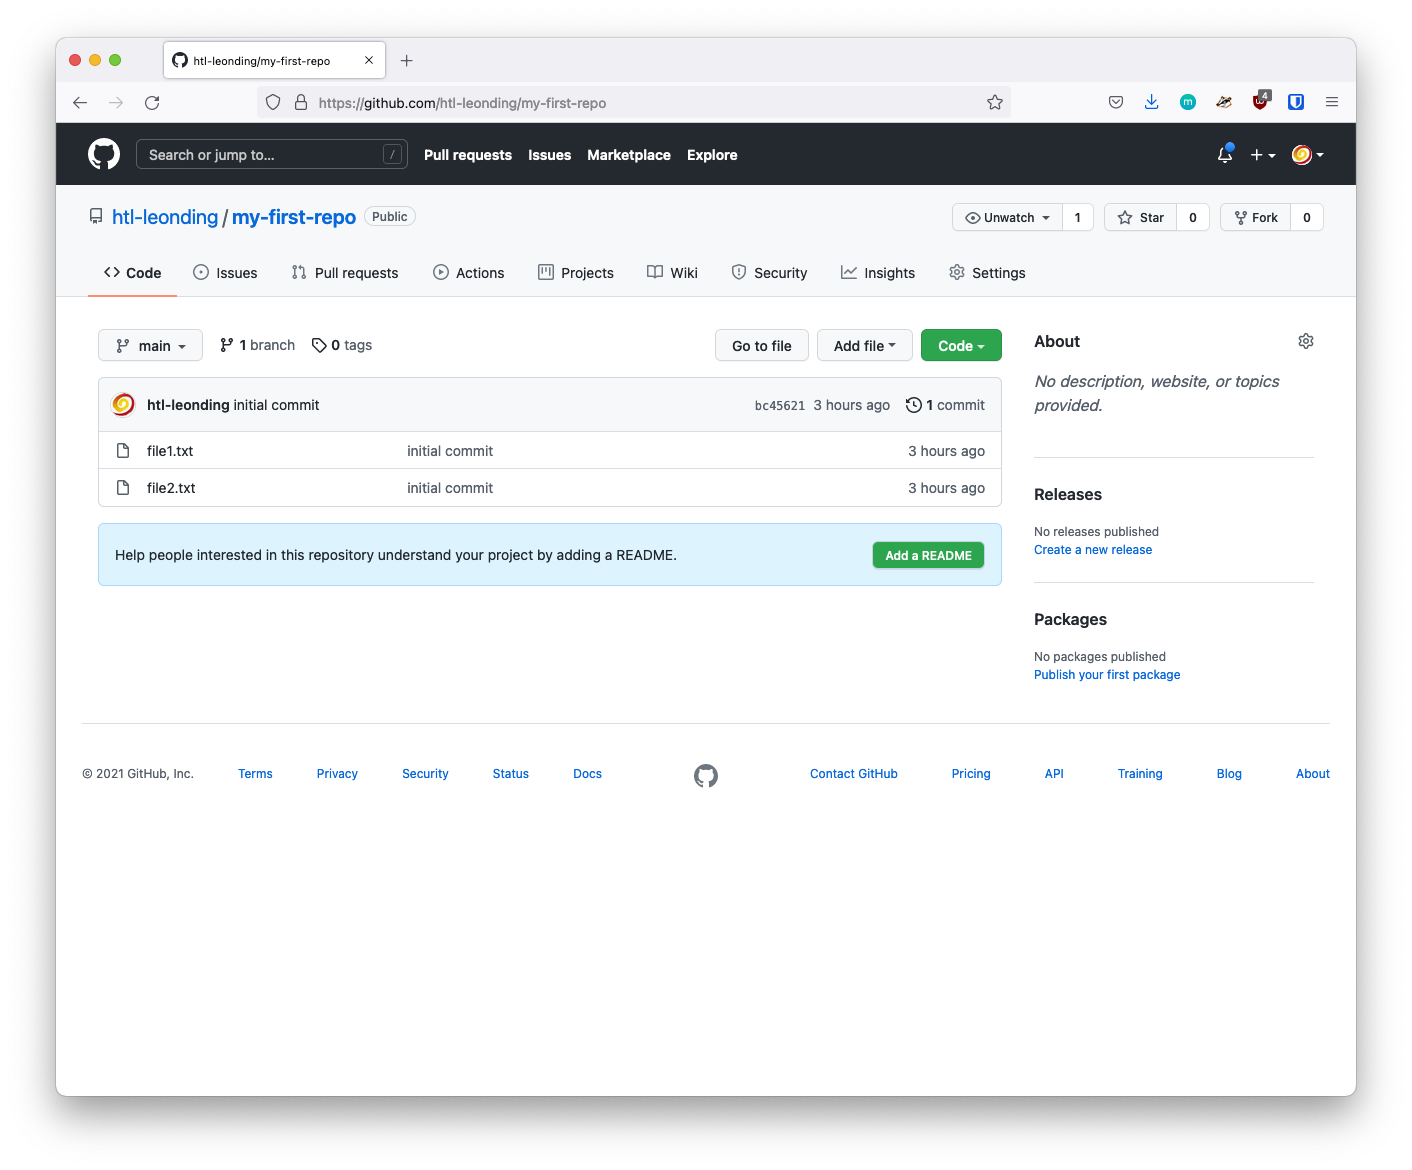 htl-leonding/my-first-repo
https://github.com/htl-leonding/my-first-repo
4
Search or jump to... / Pull requests Issues Marketplace Explore
htl-leonding / my-first-repo Public Unwatch 1 Star 0 Fork 0
Code Issues Pull requests Actions Projects Wiki Security Insights Settings
main 1 branch 0 tags Go to file Add file Code
htl-leonding initial commit bc45621 3 hours ago 1 commit
file1.txt initial commit 3 hours ago
file2.txt initial commit 3 hours ago
Help people interested in this repository understand your project by adding a README. Add a README
About
No description, website, or topics
provided.
Releases
No releases published
Create a new release
Packages
No packages published
Publish your first package
© 2021 GitHub, Inc. Terms Privacy Security Status Docs Contact GitHub Pricing API Training Blog About